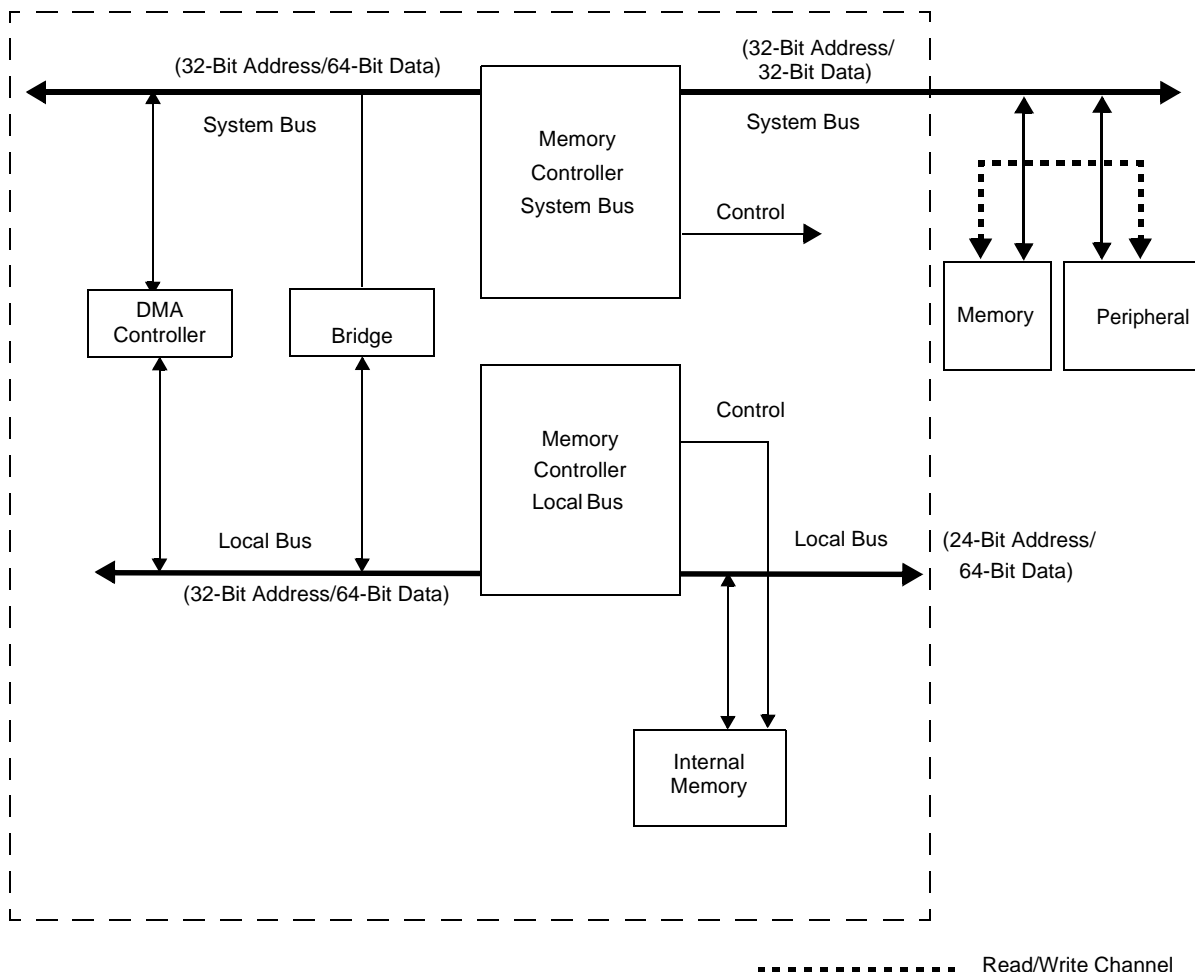 (32-Bit Address/64-Bit Data)
System Bus
(32-Bit Address/
32-Bit Data)
System Bus
Memory
Controller
System Bus
Control
DMA
Controller
Bridge
Memory
Peripheral
Memory
Controller
Local Bus
Control
Local Bus
(32-Bit Address/64-Bit Data)
Local Bus
(24-Bit Address/
64-Bit Data)
Internal
Memory
Read/Write Channel